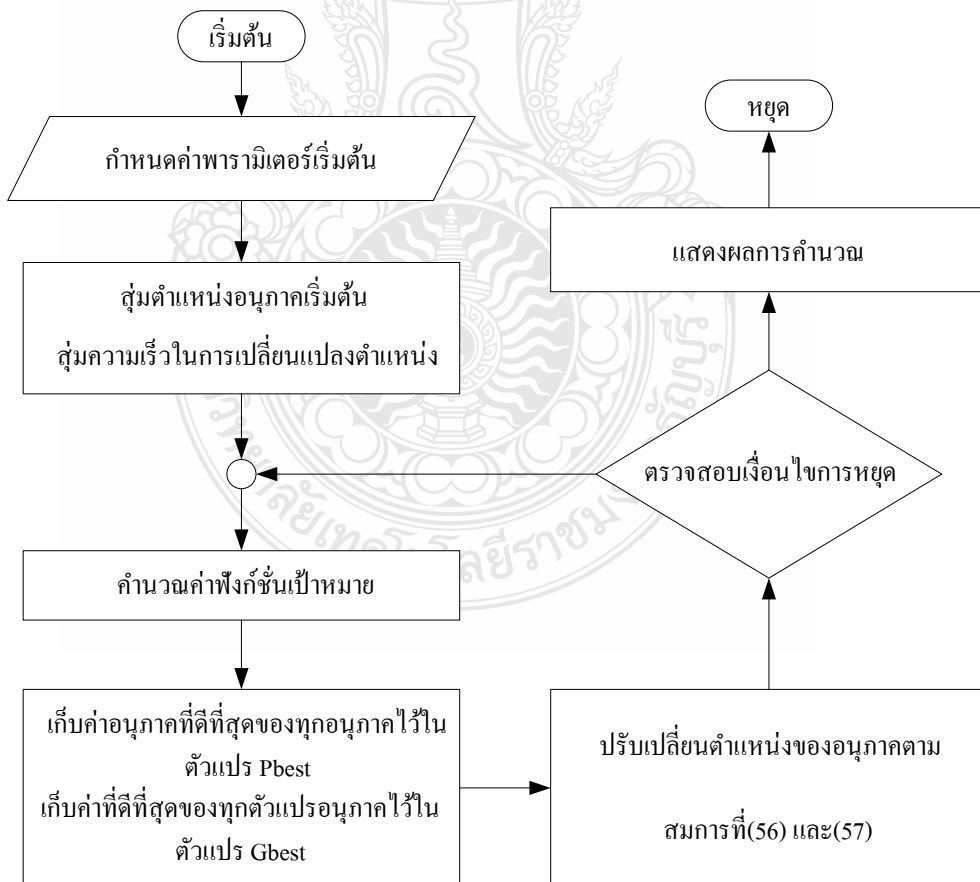 เริ่มต้น
กำหนดค่าพารามิเตอร์เริ่มต้น
สุ่มตำแหน่งอนุภาคเริ่มต้น
สุ่มความเร็วในการเปลี่ยนแปลงตำแหน่ง
คำนวณค่าฟังก์ชั่นเป้าหมาย
เก็บค่าอนุภาคที่ดีที่สุดของทุกอนุภาคไว้ใน
ตัวแปร Pbest
เก็บค่าที่ดีที่สุดของทุกตัวแปรอนุภาคไว้ใน
ตัวแปร Gbest
ปรับเปลี่ยนตำแหน่งของอนุภาคตาม
สมการที่(56) และ(57)
ตรวจสอบเงื่อนไขการหยุด
แสดงผลการคำนวณ
หยุด